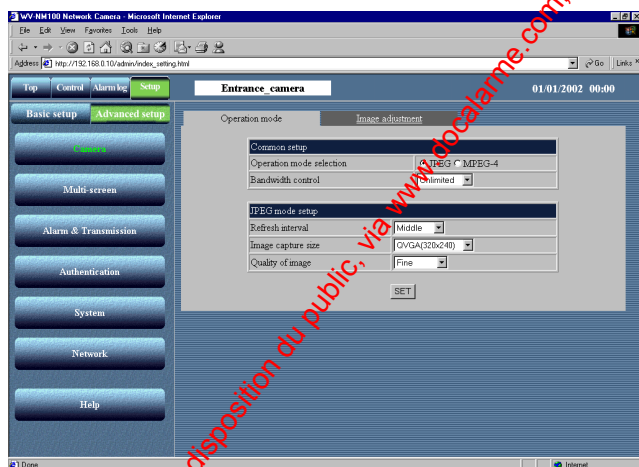 WV-NM100 Network Camera - Microsoft Internet Explorer
File Edit View Favorites Tools Help
Address http://192.168.0.10/admin/index_setting.html Go Links
Top Control Alarm log Setup Entrance_camera 01/01/2002 00:00
Basic setup Advanced setup
Operation mode Image adjustment
Camera
Common setup
Operation mode selection JPEG MPEG-4
Bandwidth control Unlimited
Multi-screen
JPEG mode setup
Alarm & Transmission
Refresh interval Middle
Image capture size QVGA(320x240)
Quality of image Fine
Authentication
SET
System
Network
Help
Done Internet
disposition du public, via www.docalarme.com,